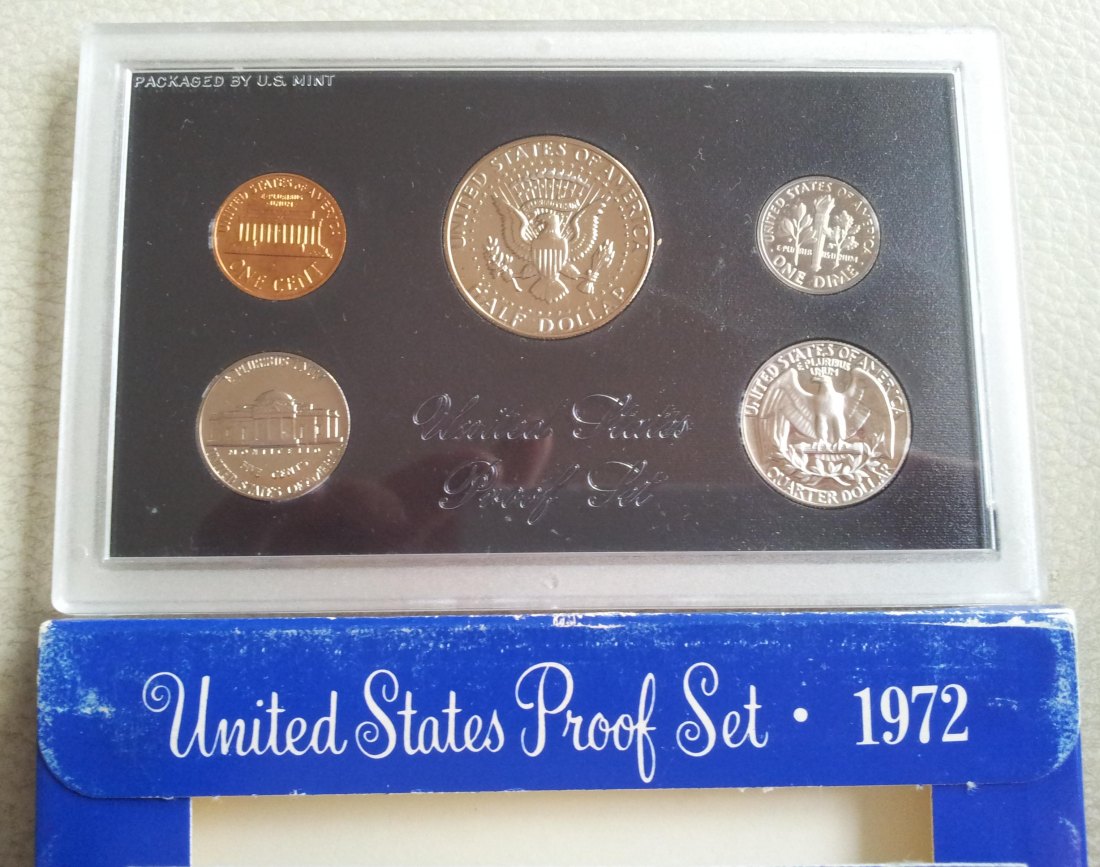 PACKAGED BY U.S. MINT
UNITED STATES OF AMERICA
E PLURIBUS
UNUM
ONE CENT
UNITED STATES OF AMERICA
HALF DOLLAR
UNITED STATES OF AMERICA
E PLURIBUS UNUM
ONE DIME
E PLURIBUS UNUM
MONTICELLO
FIVE CENTS
UNITED STATES OF AMERICA
United States
Proof Set
UNITED STATES OF AMERICA
E PLURIBUS
UNUM
QUARTER DOLLAR
United States Proof Set · 1972